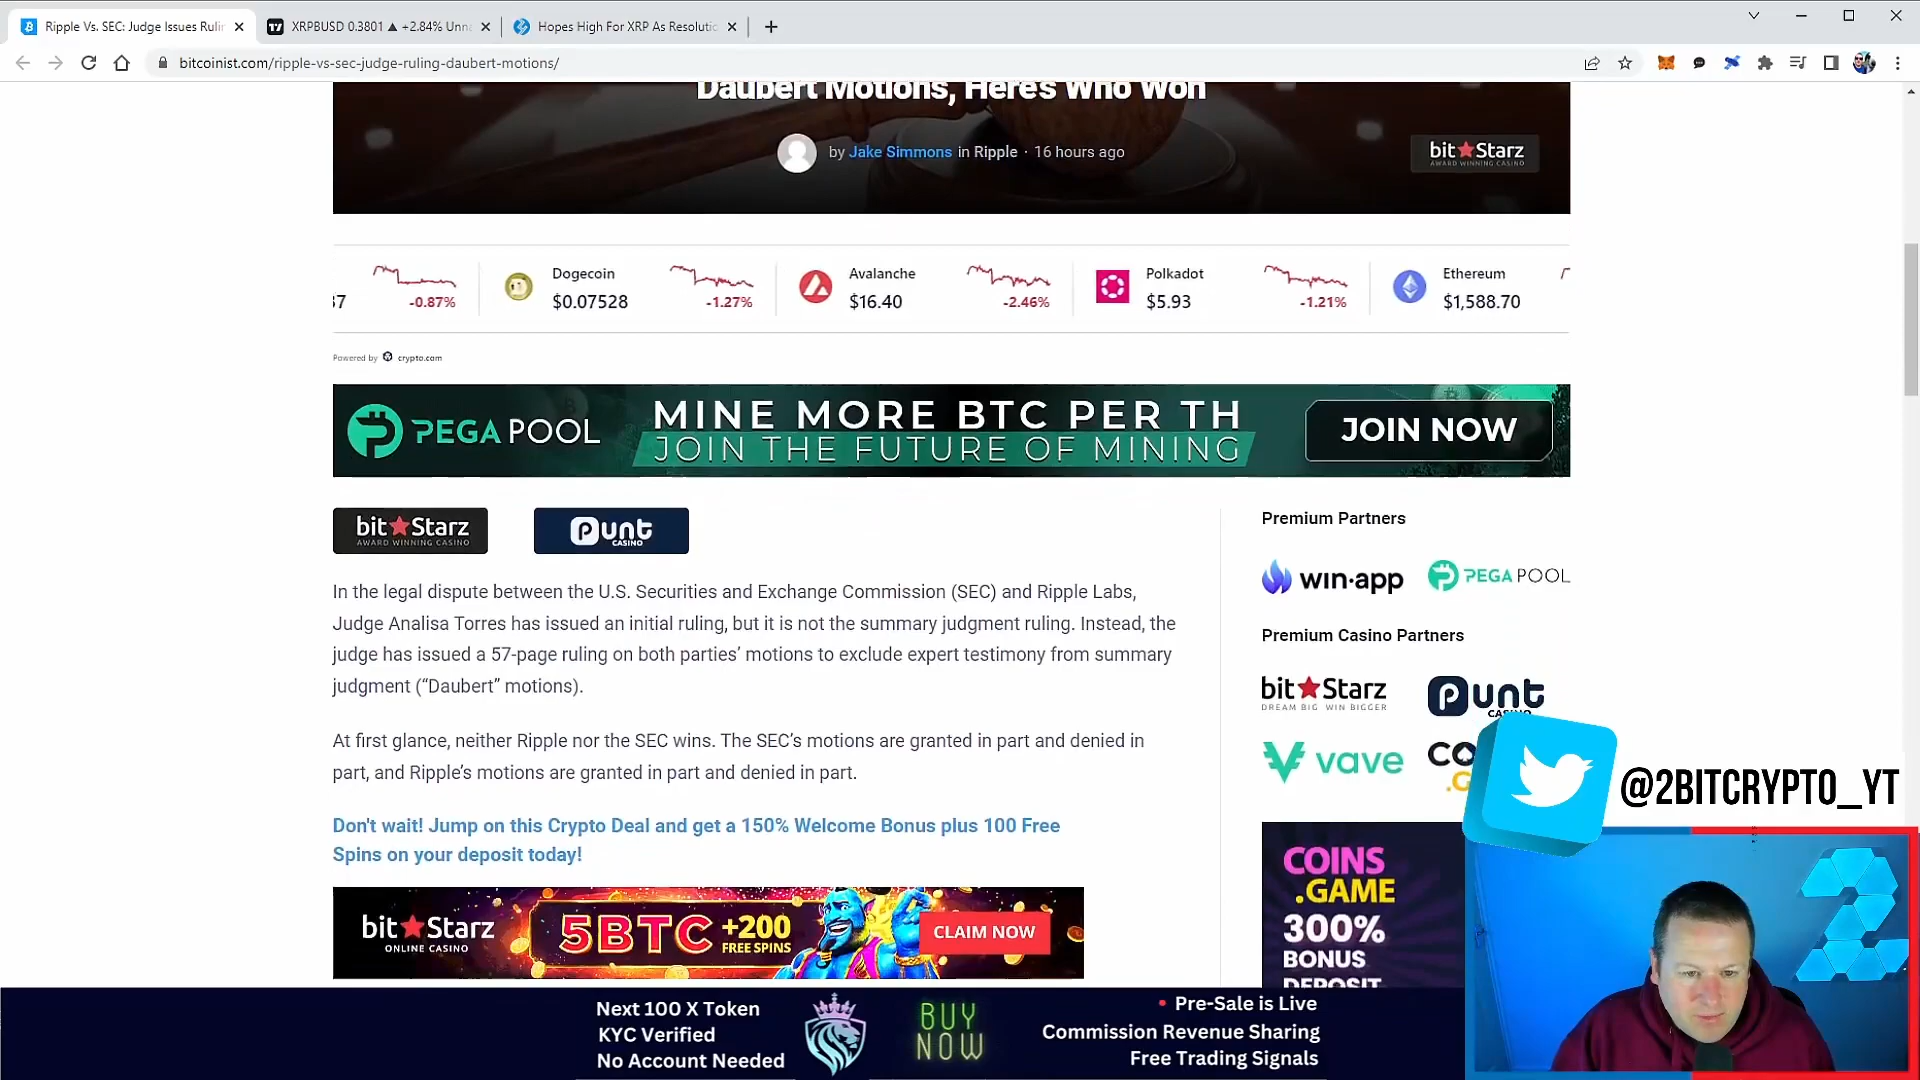 Ripple Vs. SEC: Judge Issues Rulin
XRPBUSD 0.3801 ▲ +2.84% Unna
Hopes High For XRP As Resolutio
bitcoinist.com/ripple-vs-sec-judge-ruling-daubert-motions/
Daubert Motions, Here's Who Won
by Jake Simmons in Ripple · 16 hours ago
bit Starz
AWARD WINNING CASINO
37
-0.87%
Dogecoin
$0.07528
-1.27%
Avalanche
$16.40
-2.46%
Polkadot
$5.93
-1.21%
Ethereum
$1,588.70
Powered by crypto.com
PEGA POOL
MINE MORE BTC PER TH
JOIN THE FUTURE OF MINING
JOIN NOW
bit Starz
AWARD WINNING CASINO
Punt
CASINO
In the legal dispute between the U.S. Securities and Exchange Commission (SEC) and Ripple Labs,
Judge Analisa Torres has issued an initial ruling, but it is not the summary judgment ruling. Instead, the
judge has issued a 57-page ruling on both parties’ motions to exclude expert testimony from summary
judgment (“Daubert” motions).
At first glance, neither Ripple nor the SEC wins. The SEC’s motions are granted in part and denied in
part, and Ripple’s motions are granted in part and denied in part.
Don't wait! Jump on this Crypto Deal and get a 150% Welcome Bonus plus 100 Free
Spins on your deposit today!
bit Starz
ONLINE CASINO
5BTC +200
FREE SPINS
CLAIM NOW
Premium Partners
win·app
PEGA POOL
Premium Casino Partners
bit Starz
DREAM BIG WIN BIGGER
Punt
CASINO
vave
@2BITCRYPTO_YT
COINS
.GAME
300%
BONUS
DEPOSIT
Next 100 X Token
KYC Verified
No Account Needed
BUY
NOW
• Pre-Sale is Live
Commission Revenue Sharing
Free Trading Signals